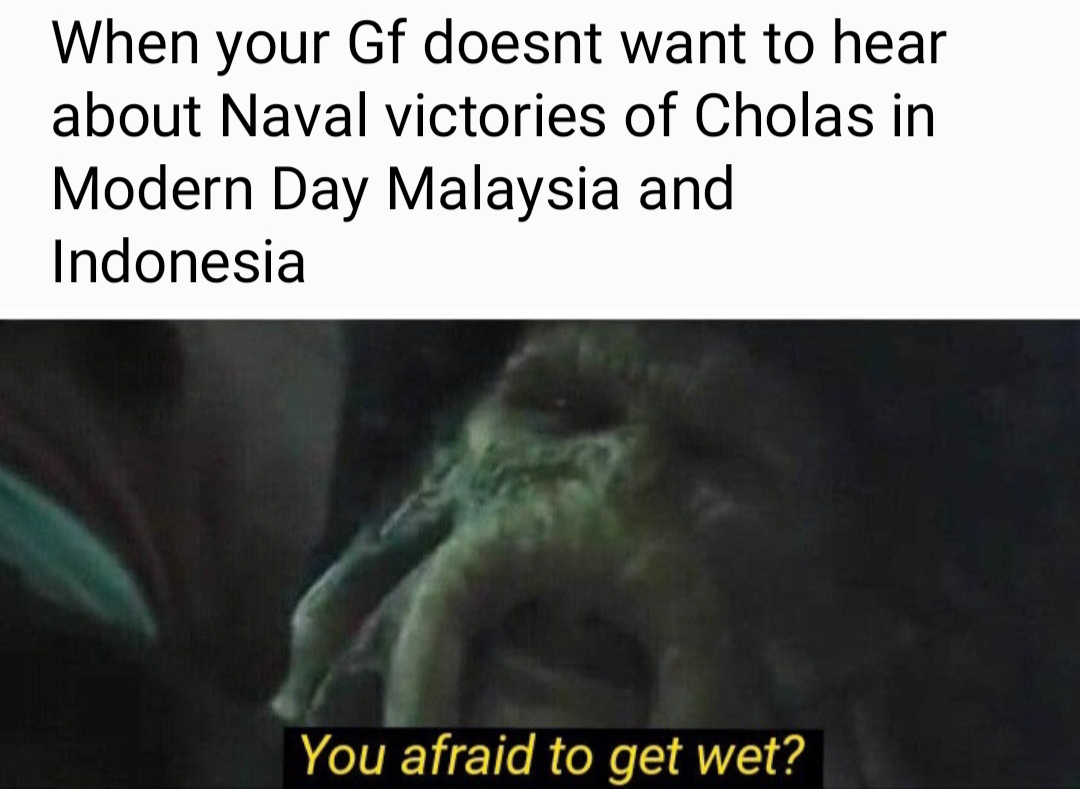 When your Gf doesnt want to hear
about Naval victories of Cholas in
Modern Day Malaysia and
Indonesia
You afraid to get wet?